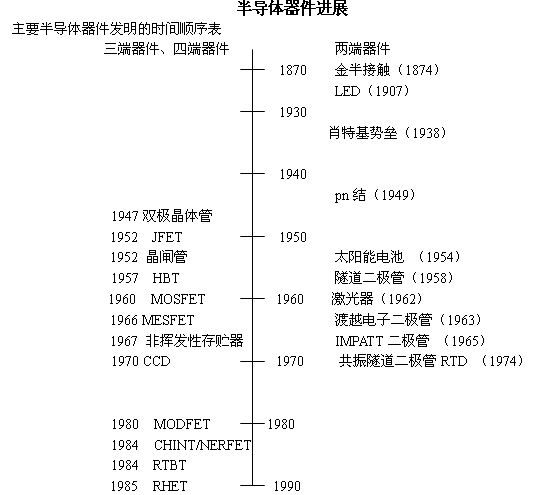 半导体器件进展
主要半导体器件发明的时间顺序表
三端器件、四端器件 两端器件
1870 金半接触（1874）
LED（1907）
1930
肖特基势垒（1938）
1940
pn 结（1949）
1947 双极晶体管
1952 JFET 1950
1952 晶闸管 太阳能电池 （1954）
1957 HBT 隧道二极管（1958）
1960 MOSFET 1960 激光器（1962）
1966 MESFET 渡越电子二极管（1963）
1967 非挥发性存贮器 IMPATT 二极管 （1965）
1970 CCD 1970 共振隧道二极管 RTD （1974）
1980 MODFET 1980
1984 CHINT/NERFET
1984 RTBT
1985 RHET 1990